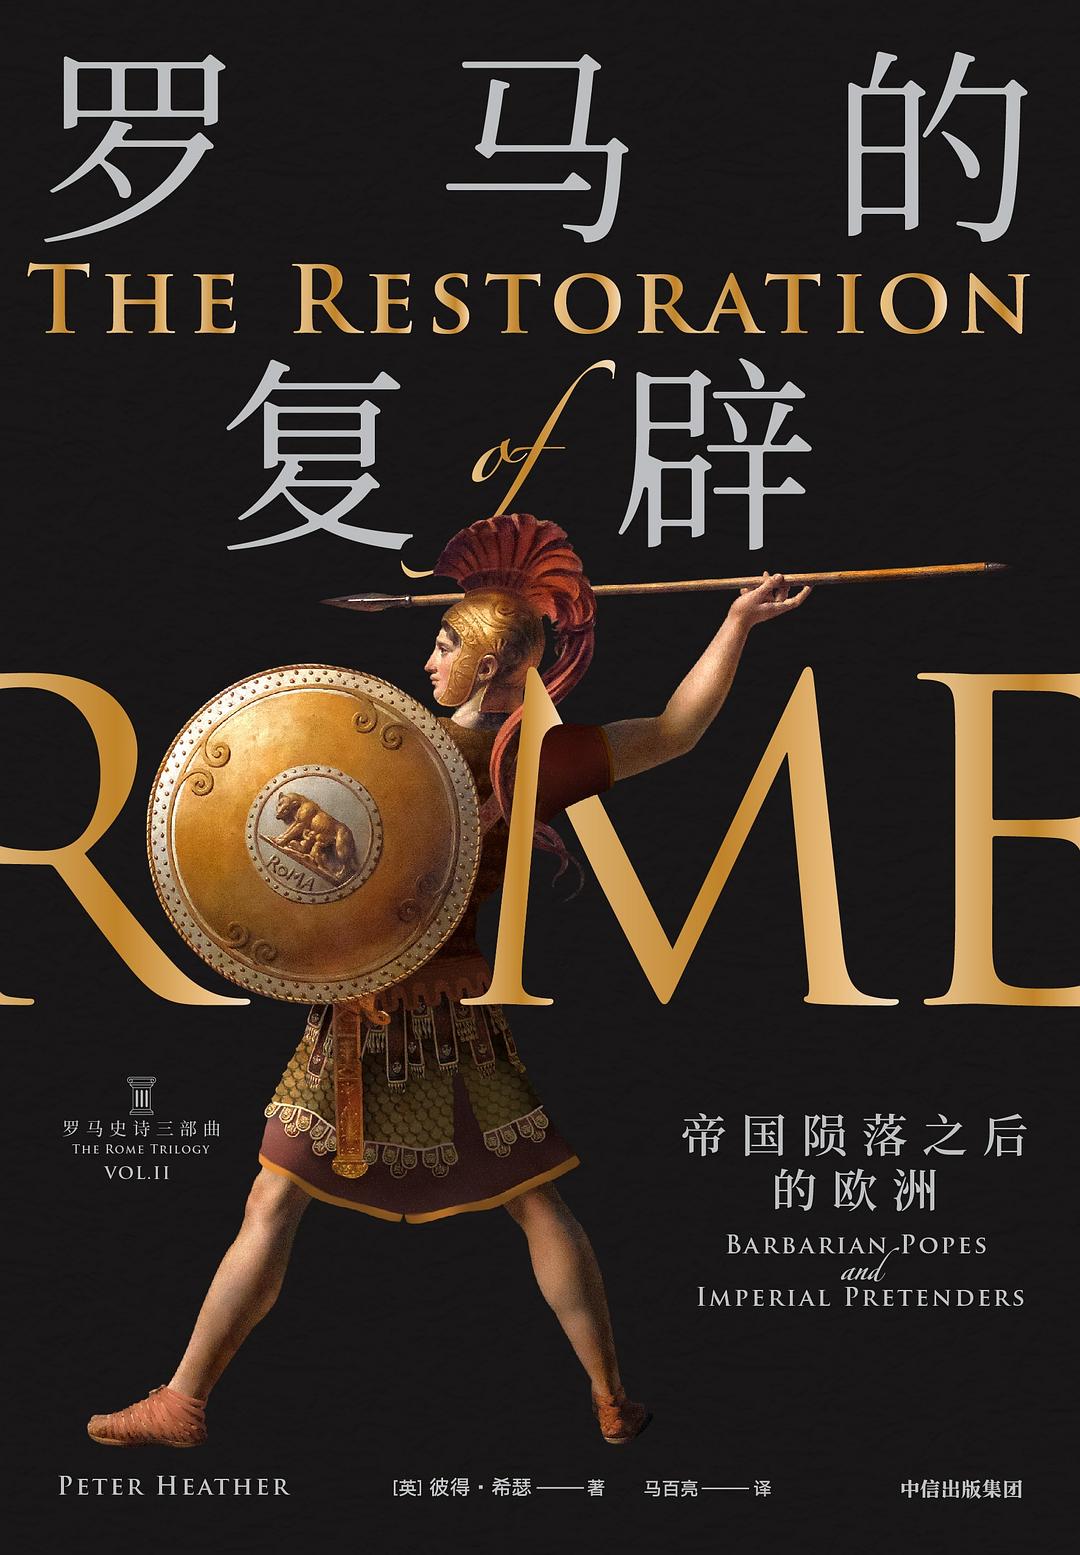 罗马的
THE RESTORATION
复辟
of
ROME
ROMA
罗马史诗三部曲
THE ROME TRILOGY
VOL.II
帝国陨落之后
的欧洲
BARBARIAN POPES
and
IMPERIAL PRETENDERS
PETER HEATHER
[英] 彼得·希瑟——著 马百亮——译
中信出版集团